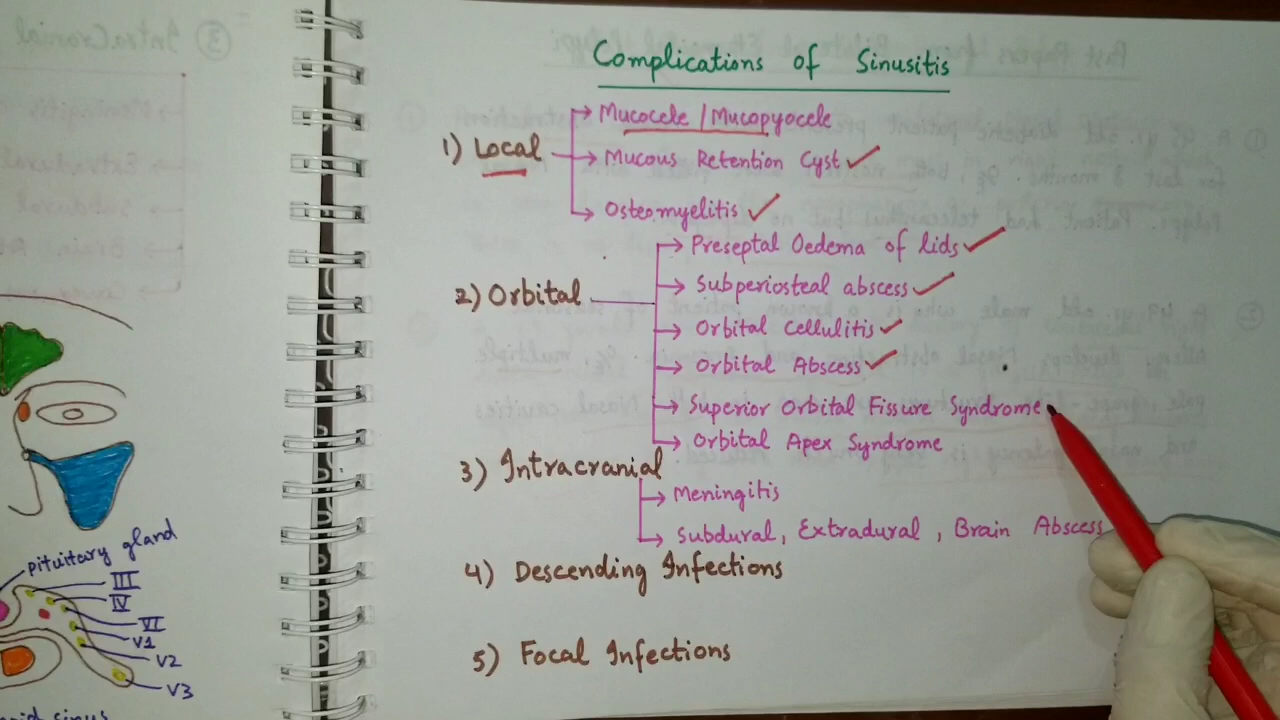 Complications of Sinusitis
1) Local
Mucocele / Mucopyocele
Mucous Retention Cyst
Osteomyelitis
2) Orbital
Preseptal Oedema of lids
Subperiosteal abscess
Orbital Cellulitis
Orbital Abscess
Superior Orbital Fissure Syndrome
Orbital Apex Syndrome
3) Intracranial
Meningitis
Subdural, Extradural, Brain Abscess
4) Descending Infections
5) Focal Infections
pituitary gland
III
IV
VI
V1
V2
V3
sinus